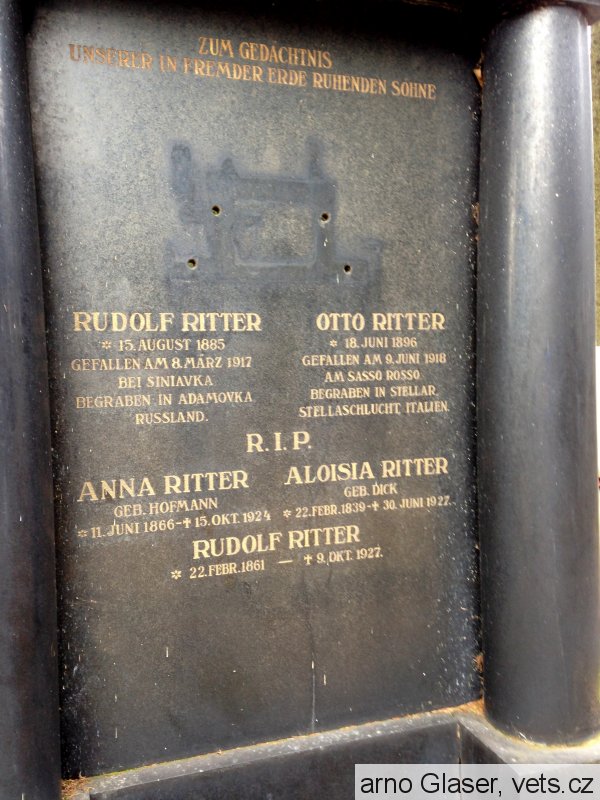 ZUM GEDÄCHTNIS
UNSERER IN FREMDER ERDE RUHENDEN SÖHNE
RUDOLF RITTER
✲ 15. AUGUST 1885
GEFALLEN AM 8. MÄRZ 1917
BEI SINIAVKA
BEGRABEN IN ADAMOVKA
RUSSLAND.
OTTO RITTER
✲ 18. JUNI 1896
GEFALLEN AM 9. JUNI 1918
AM SASSO ROSSO
BEGRABEN IN STELLAR,
STELLASCHLUCHT, ITALIEN.
R.I.P.
ANNA RITTER
GEB. HOFMANN
✲ 11. JUNI 1866 - ✝ 15. OKT. 1924
ALOISIA RITTER
GEB. DICK
✲ 22. FEBR. 1839 - ✝ 30. JUNI 1927.
RUDOLF RITTER
✲ 22. FEBR. 1861 — ✝ 9. OKT. 1927.
arno Glaser, vets.cz